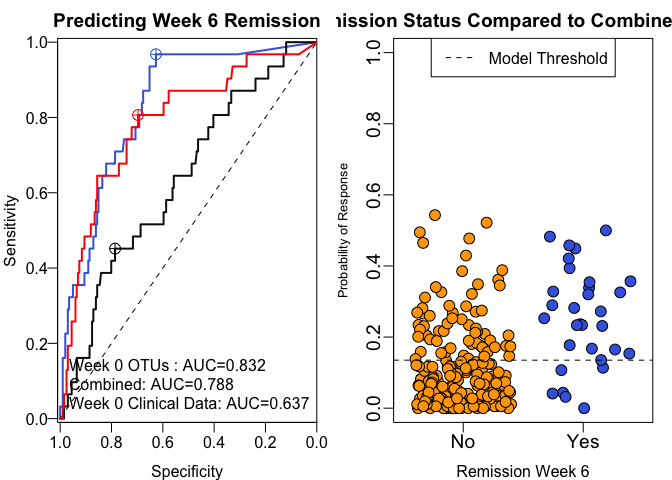 Predicting Week 6 Remission
1.0
0.8
0.6
0.4
0.2
0.0
Sensitivity
Week 0 OTUs : AUC=0.832
Combined: AUC=0.788
Week 0 Clinical Data: AUC=0.637
1.0 0.8 0.6 0.4 0.2 0.0
Specificity
mission Status Compared to Combine
Model Threshold
1.0
0.8
0.6
0.4
0.2
0.0
Probability of Response
No Yes
Remission Week 6